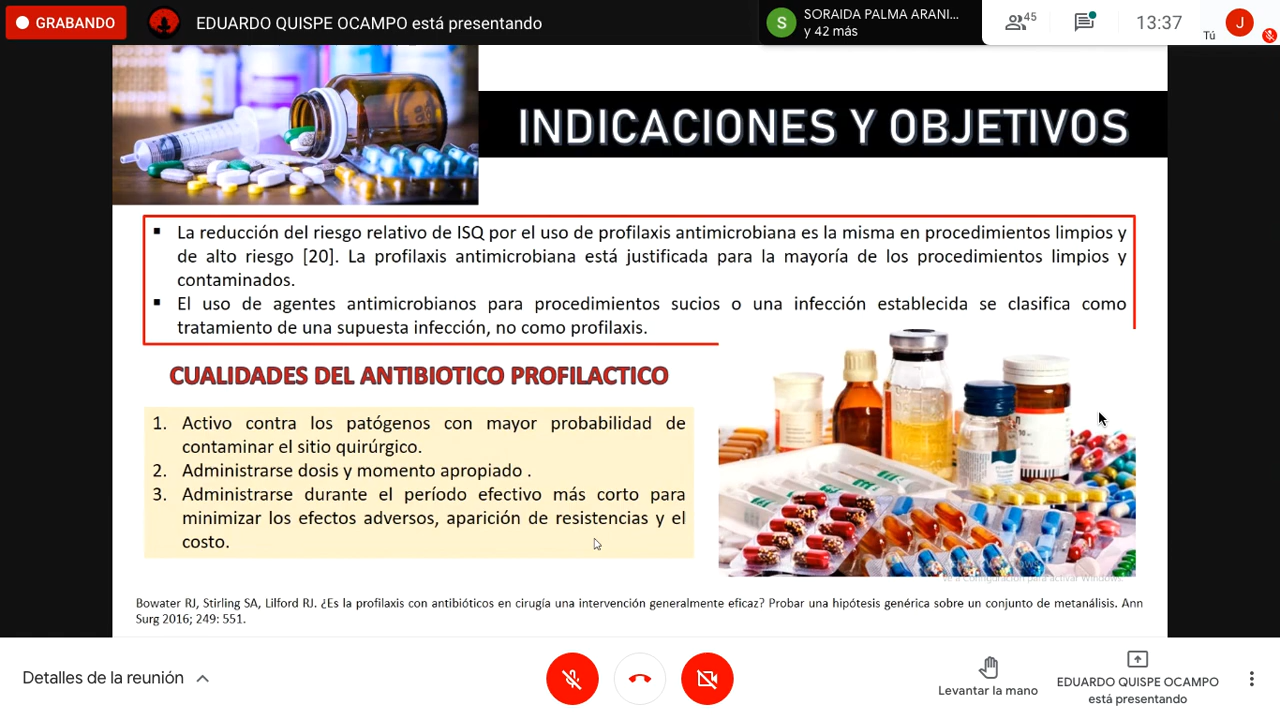 GRABANDO
EDUARDO QUISPE OCAMPO está presentando
S
SORAIDA PALMA ARANI...
y 42 más
45
13:37
Tú
J
INDICACIONES Y OBJETIVOS
▪ La reducción del riesgo relativo de ISQ por el uso de profilaxis antimicrobiana es la misma en procedimientos limpios y
de alto riesgo [20]. La profilaxis antimicrobiana está justificada para la mayoría de los procedimientos limpios y
contaminados.
▪ El uso de agentes antimicrobianos para procedimientos sucios o una infección establecida se clasifica como
tratamiento de una supuesta infección, no como profilaxis.
CUALIDADES DEL ANTIBIOTICO PROFILACTICO
1. Activo contra los patógenos con mayor probabilidad de
contaminar el sitio quirúrgico.
2. Administrarse dosis y momento apropiado .
3. Administrarse durante el período efectivo más corto para
minimizar los efectos adversos, aparición de resistencias y el
costo.
Ve a Configuración para activar Windows.
Bowater RJ, Stirling SA, Lilford RJ. ¿Es la profilaxis con antibióticos en cirugía una intervención generalmente eficaz? Probar una hipótesis genérica sobre un conjunto de metanálisis. Ann
Surg 2016; 249: 551.
Detalles de la reunión
Levantar la mano
EDUARDO QUISPE OCAMPO
está presentando